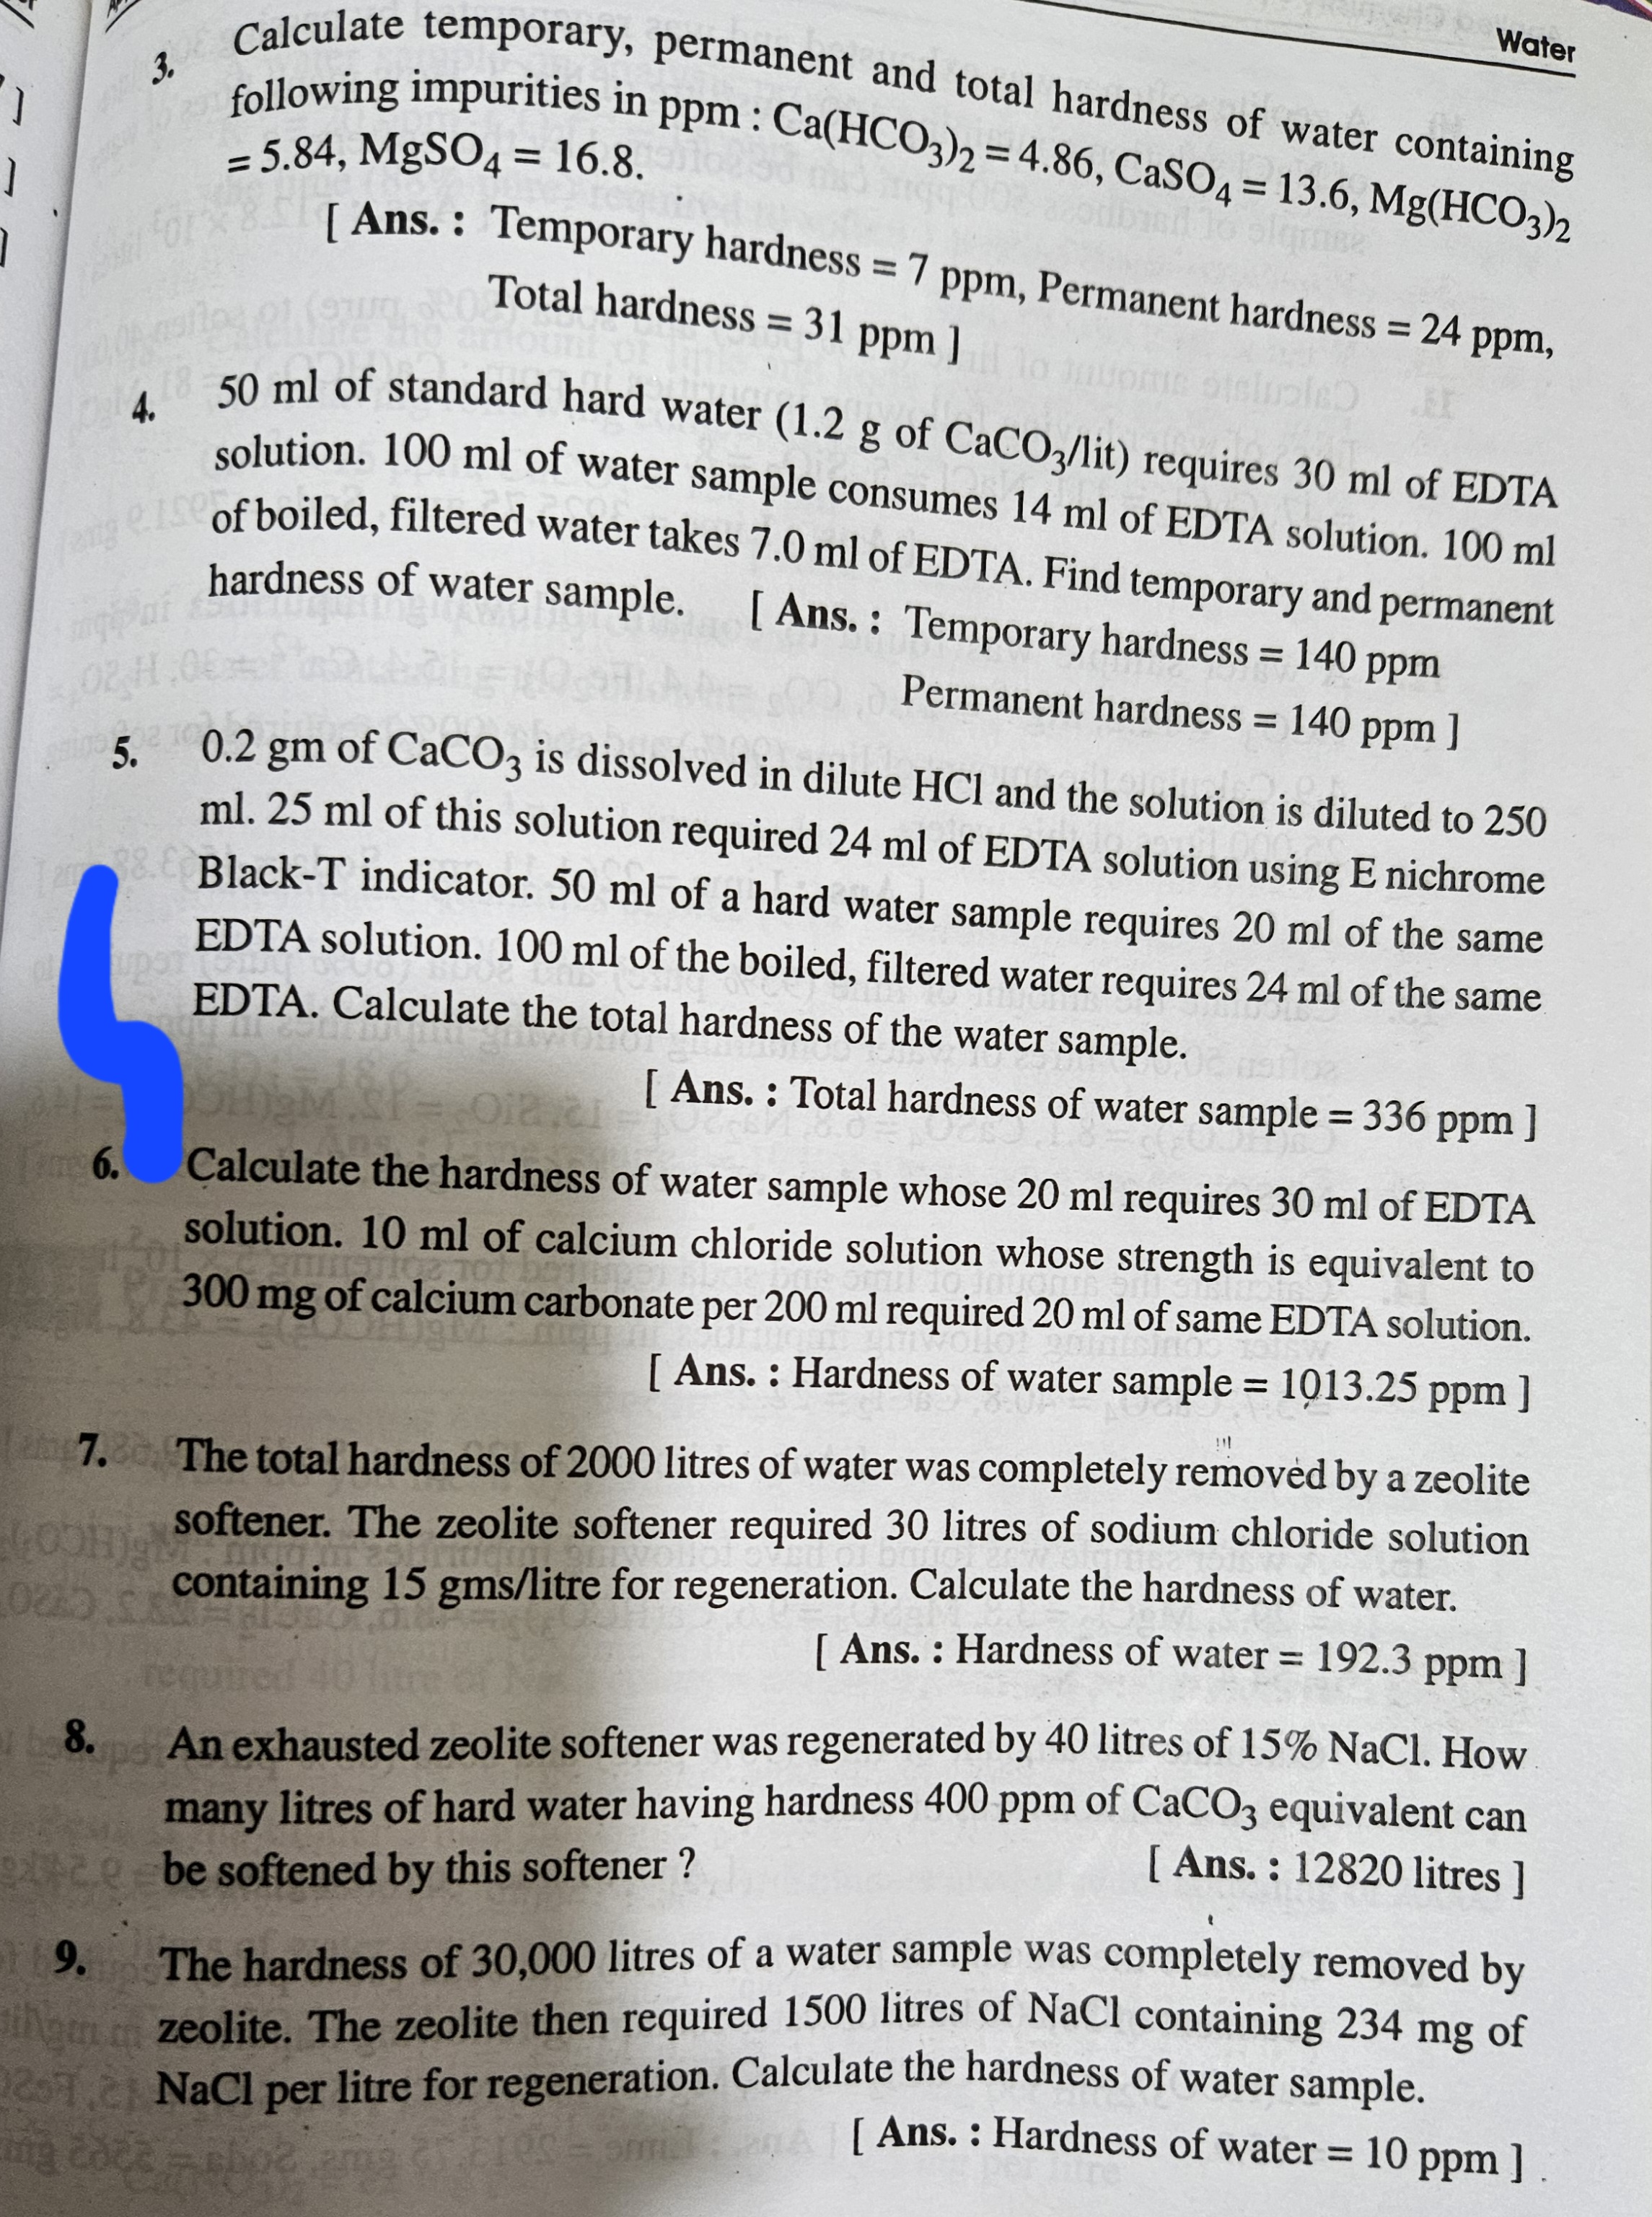 Water
3. Calculate temporary, permanent and total hardness of water containing
following impurities in ppm : Ca(HCO₃)₂ = 4.86, CaSO₄ = 13.6, Mg(HCO₃)₂
= 5.84, MgSO₄ = 16.8.
[ Ans. : Temporary hardness = 7 ppm, Permanent hardness = 24 ppm,
Total hardness = 31 ppm ]
4. 50 ml of standard hard water (1.2 g of CaCO₃/lit) requires 30 ml of EDTA
solution. 100 ml of water sample consumes 14 ml of EDTA solution. 100 ml
of boiled, filtered water takes 7.0 ml of EDTA. Find temporary and permanent
hardness of water sample. [ Ans. : Temporary hardness = 140 ppm
Permanent hardness = 140 ppm ]
5. 0.2 gm of CaCO₃ is dissolved in dilute HCl and the solution is diluted to 250
ml. 25 ml of this solution required 24 ml of EDTA solution using E nichrome
Black-T indicator. 50 ml of a hard water sample requires 20 ml of the same
EDTA solution. 100 ml of the boiled, filtered water requires 24 ml of the same
EDTA. Calculate the total hardness of the water sample.
[ Ans. : Total hardness of water sample = 336 ppm ]
6. Calculate the hardness of water sample whose 20 ml requires 30 ml of EDTA
solution. 10 ml of calcium chloride solution whose strength is equivalent to
300 mg of calcium carbonate per 200 ml required 20 ml of same EDTA solution.
[ Ans. : Hardness of water sample = 1013.25 ppm ]
7. The total hardness of 2000 litres of water was completely removed by a zeolite
softener. The zeolite softener required 30 litres of sodium chloride solution
containing 15 gms/litre for regeneration. Calculate the hardness of water.
[ Ans. : Hardness of water = 192.3 ppm ]
8. An exhausted zeolite softener was regenerated by 40 litres of 15% NaCl. How
many litres of hard water having hardness 400 ppm of CaCO₃ equivalent can
be softened by this softener ? [ Ans. : 12820 litres ]
9. The hardness of 30,000 litres of a water sample was completely removed by
zeolite. The zeolite then required 1500 litres of NaCl containing 234 mg of
NaCl per litre for regeneration. Calculate the hardness of water sample.
[ Ans. : Hardness of water = 10 ppm ]